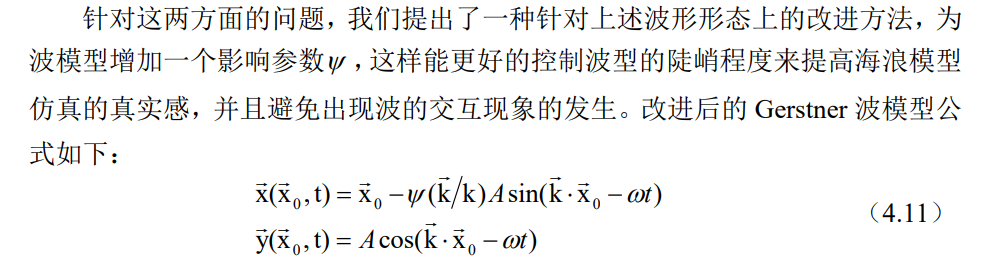 针对这两方面的问题，我们提出了一种针对上述波形形态上的改进方法，为
波模型增加一个影响参数ψ，这样能更好的控制波型的陡峭程度来提高海浪模型
仿真的真实感，并且避免出现波的交互现象的发生。改进后的 Gerstner 波模型公
式如下：
x⃗(x⃗₀,t) = x⃗₀ − ψ(k⃗/k)A sin(k⃗·x⃗₀ − ωt)
y⃗(x⃗₀,t) = A cos(k⃗·x⃗₀ − ωt)
（4.11）